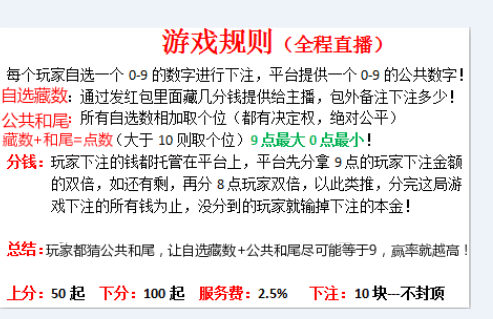 游戏规则（全程直播）
每个玩家自选一个 0-9 的数字进行下注，平台提供一个 0-9 的公共数字！
自选藏数：通过发红包里面藏几分钱提供给主播，包外备注下注多少！
公共和尾：所有自选数相加取个位（都有决定权，绝对公平）
藏数+和尾=点数（大于 10 则取个位）9 点最大 0 点最小！
分钱：玩家下注的钱都托管在平台上，平台先分拿 9 点的玩家下注金额
的双倍，如还有剩，再分 8 点玩家双倍，以此类推，分完这局游
戏下注的所有钱为止，没分到的玩家就输掉下注的本金！
总结：玩家都猜公共和尾，让自选藏数+公共和尾尽可能等于9，赢率就越高！
上分：50 起 下分：100 起 服务费：2.5% 下注：10 块---不封顶